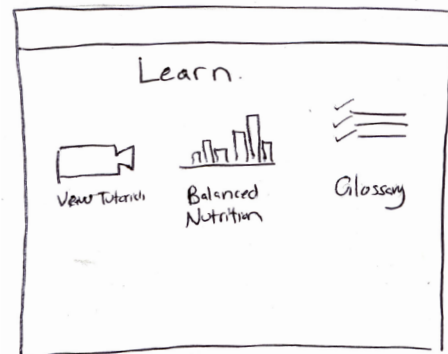 Learn.
View Tutorials
Balanced
Nutrition
Glossary